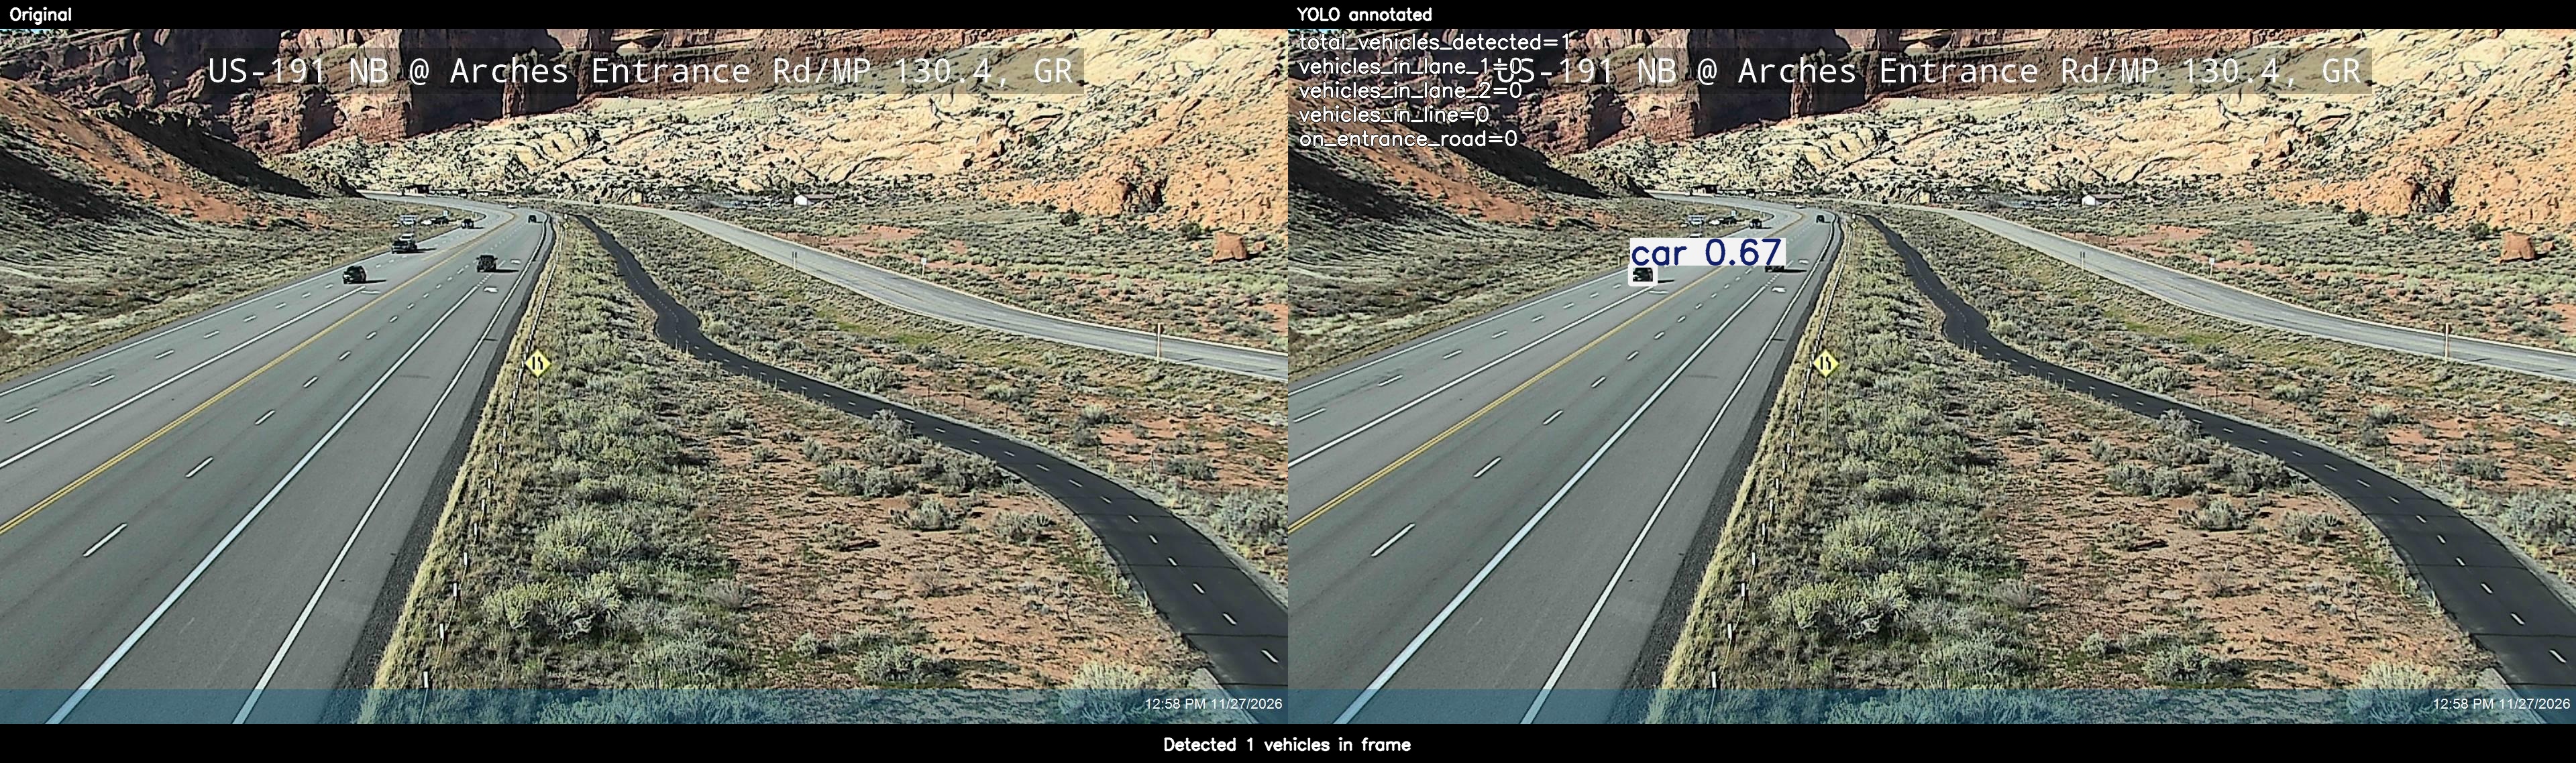 Original
US-191 NB @ Arches Entrance Rd/MP 130.4, GR
12:58 PM 11/27/2026
YOLO annotated
total_vehicles_detected=1
vehicles_in_lane_1=0
US-191 NB @ Arches Entrance Rd/MP 130.4, GR
vehicles_in_lane_2=0
vehicles_in_line=0
on_entrance_road=0
car 0.67
12:58 PM 11/27/2026
Detected 1 vehicles in frame